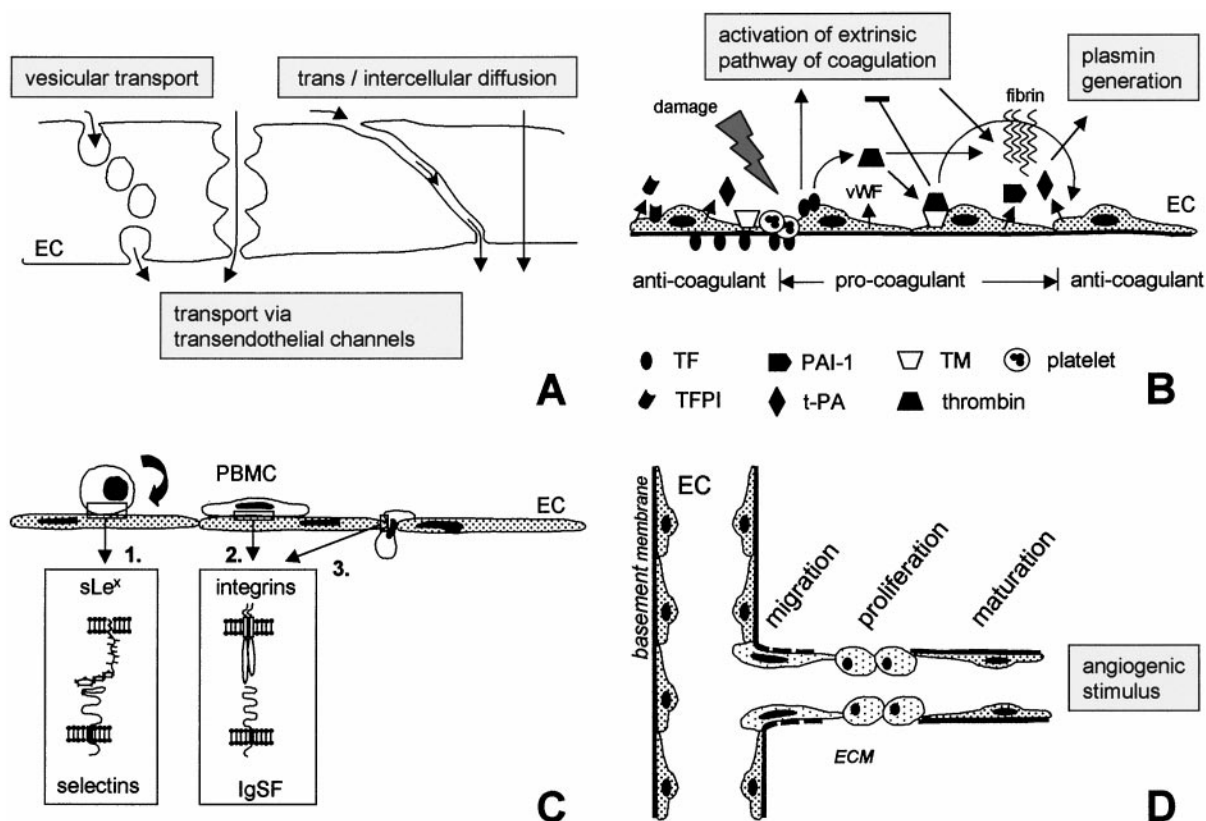 vesicular transport
trans / intercellular diffusion
EC
transport via
transendothelial channels
A
activation of extrinsic
pathway of coagulation
plasmin
generation
damage
fibrin
vWF
EC
anti-coagulant
pro-coagulant
anti-coagulant
TF
PAI-1
TM
platelet
TFPI
t-PA
thrombin
B
PBMC
EC
1.
2.
3.
sLeˣ
integrins
selectins
IgSF
C
basement membrane
EC
migration
proliferation
maturation
angiogenic
stimulus
ECM
D